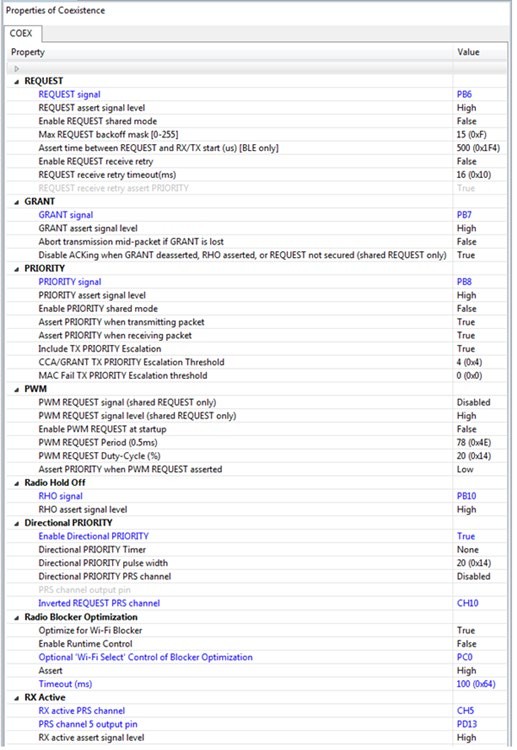 Properties of Coexistence
COEX
Property Value
REQUEST
REQUEST signal PB6
REQUEST assert signal level High
Enable REQUEST shared mode False
Max REQUEST backoff mask [0-255] 15 (0xF)
Assert time between REQUEST and RX/TX start (us) [BLE only] 500 (0x1F4)
Enable REQUEST receive retry False
REQUEST receive retry timeout(ms) 16 (0x10)
REQUEST receive retry assert PRIORITY True
GRANT
GRANT signal PB7
GRANT assert signal level High
Abort transmission mid-packet if GRANT is lost False
Disable ACKing when GRANT deasserted, RHO asserted, or REQUEST not secured (shared REQUEST only) True
PRIORITY
PRIORITY signal PB8
PRIORITY assert signal level High
Enable PRIORITY shared mode False
Assert PRIORITY when transmitting packet True
Assert PRIORITY when receiving packet True
Include TX PRIORITY Escalation True
CCA/GRANT TX PRIORITY Escalation Threshold 4 (0x4)
MAC Fail TX PRIORITY Escalation threshold 0 (0x0)
PWM
PWM REQUEST signal (shared REQUEST only) Disabled
PWM REQUEST signal level (shared REQUEST only) High
Enable PWM REQUEST at startup False
PWM REQUEST Period (0.5ms) 78 (0x4E)
PWM REQUEST Duty-Cycle (%) 20 (0x14)
Assert PRIORITY when PWM REQUEST asserted Low
Radio Hold Off
RHO signal PB10
RHO assert signal level High
Directional PRIORITY
Enable Directional PRIORITY True
Directional PRIORITY Timer None
Directional PRIORITY pulse width 20 (0x14)
Directional PRIORITY PRS channel Disabled
PRS channel output pin
Inverted REQUEST PRS channel CH10
Radio Blocker Optimization
Optimize for Wi-Fi Blocker True
Enable Runtime Control False
Optional 'Wi-Fi Select' Control of Blocker Optimization PC0
Assert High
Timeout (ms) 100 (0x64)
RX Active
RX active PRS channel CH5
PRS channel 5 output pin PD13
RX active assert signal level High